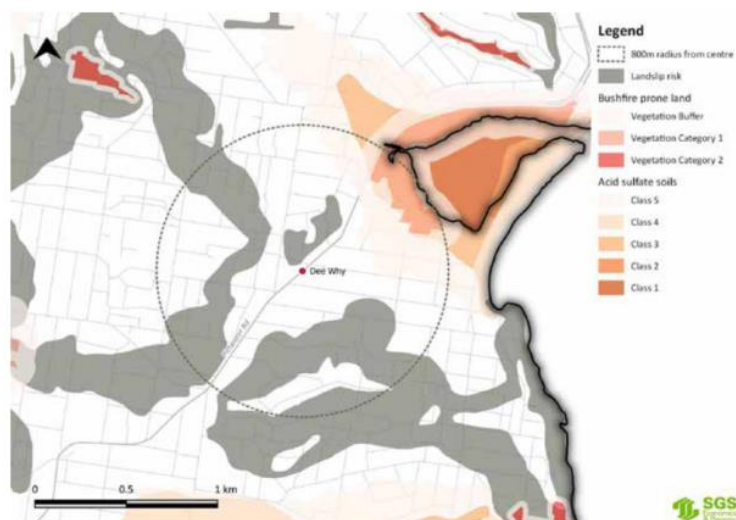 Legend
800m radius from centre
Landslip risk
Bushfire prone land
Vegetation Buffer
Vegetation Category 1
Vegetation Category 2
Acid sulfate soils
Class 5
Class 4
Class 3
Class 2
Class 1
Dee Why
Rd
0 0.5 1 km
SGS
Economics